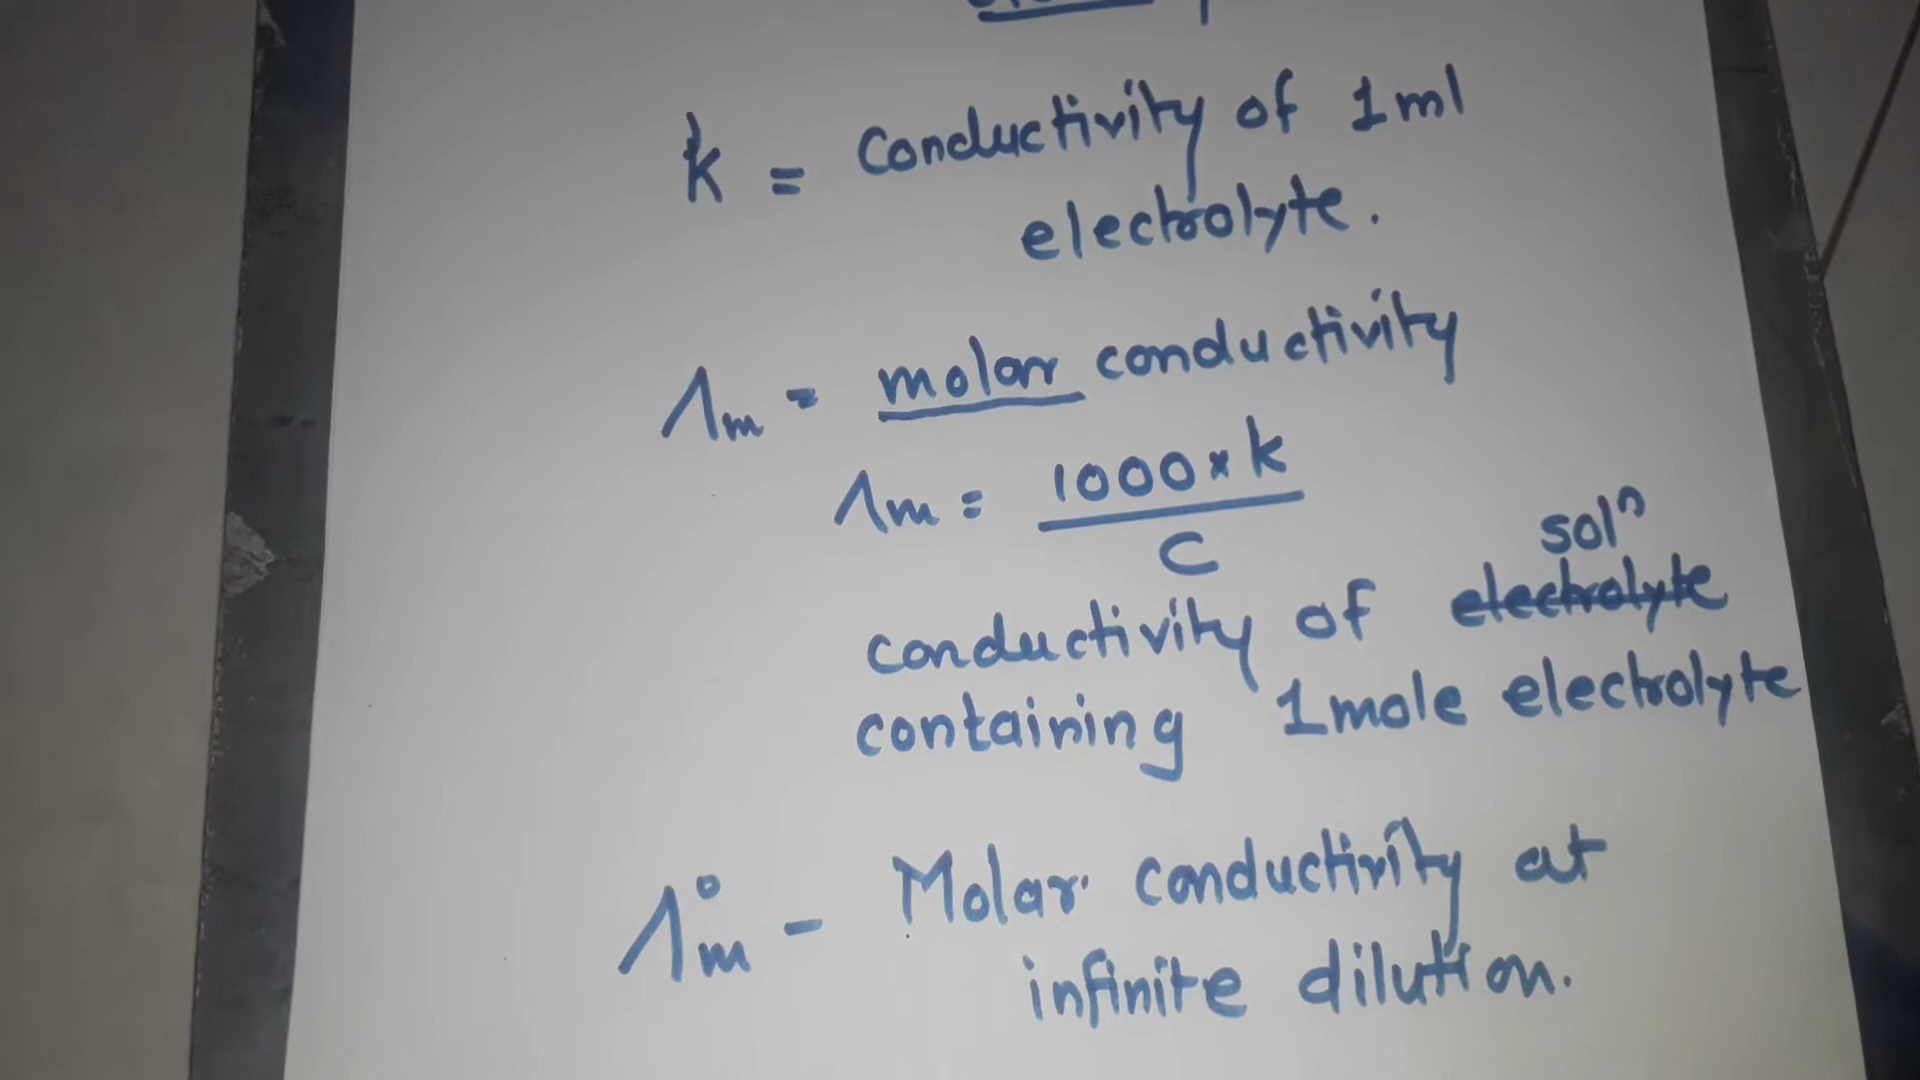 k = Conductivity of 1ml
electrolyte.
Λm = molar conductivity
Λm = 1000 × k / C
soln
conductivity of electrolyte
containing 1mole electrolyte
Λ°m - Molar conductivity at
infinite dilution.